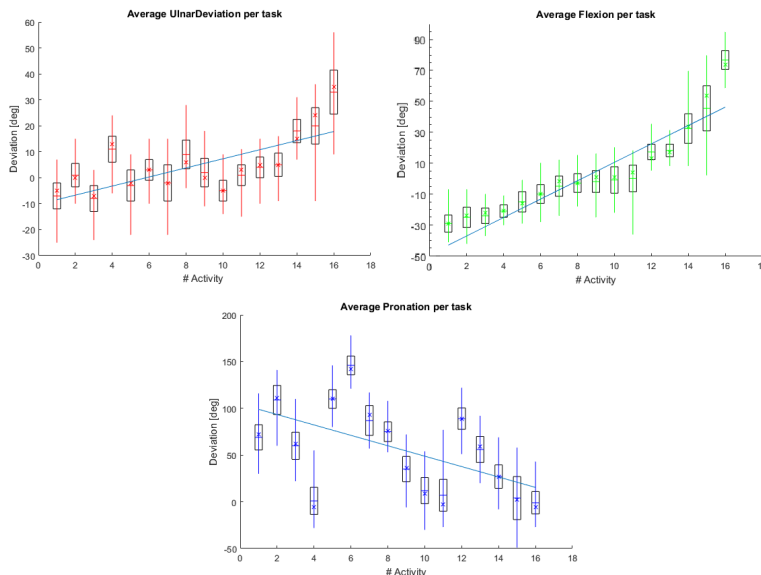 Average UlnarDeviation per task
60
50
40
30
20
10
0
-10
-20
-30
Deviation [deg]
0 2 4 6 8 10 12 14 16 18
# Activity
Average Flexion per task
90
70
50
30
10
-10
-30
-50
Deviation [deg]
0 2 4 6 8 10 12 14 16 18
# Activity
Average Pronation per task
200
150
100
50
0
-50
Deviation [deg]
0 2 4 6 8 10 12 14 16 18
# Activity